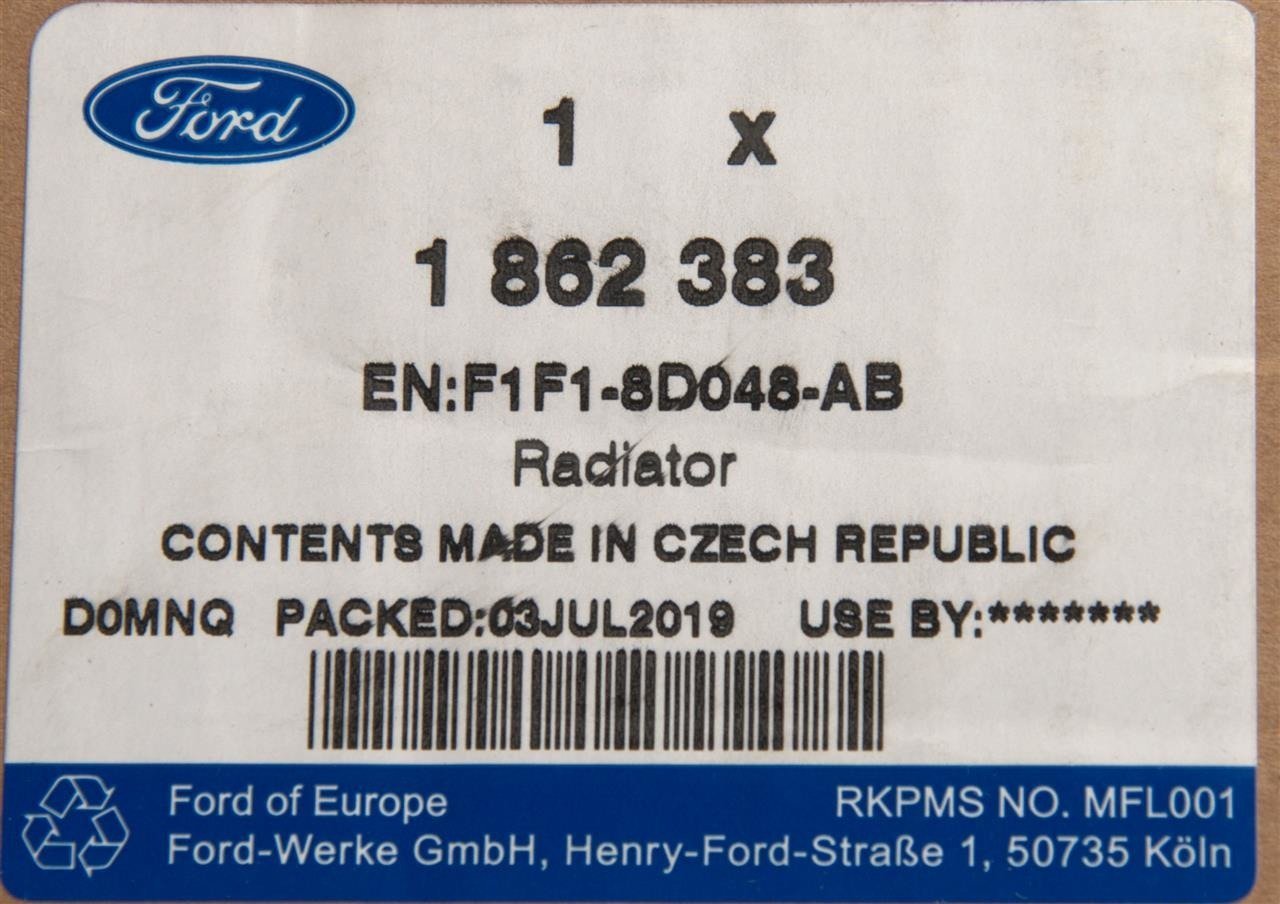 Ford
1 X
1 862 383
EN:F1F1-8D048-AB
Radiator
CONTENTS MADE IN CZECH REPUBLIC
D0MNQ PACKED:03JUL2019 USE BY:*******
Ford of Europe
RKPMS NO. MFL001
Ford-Werke GmbH, Henry-Ford-Straße 1, 50735 Köln